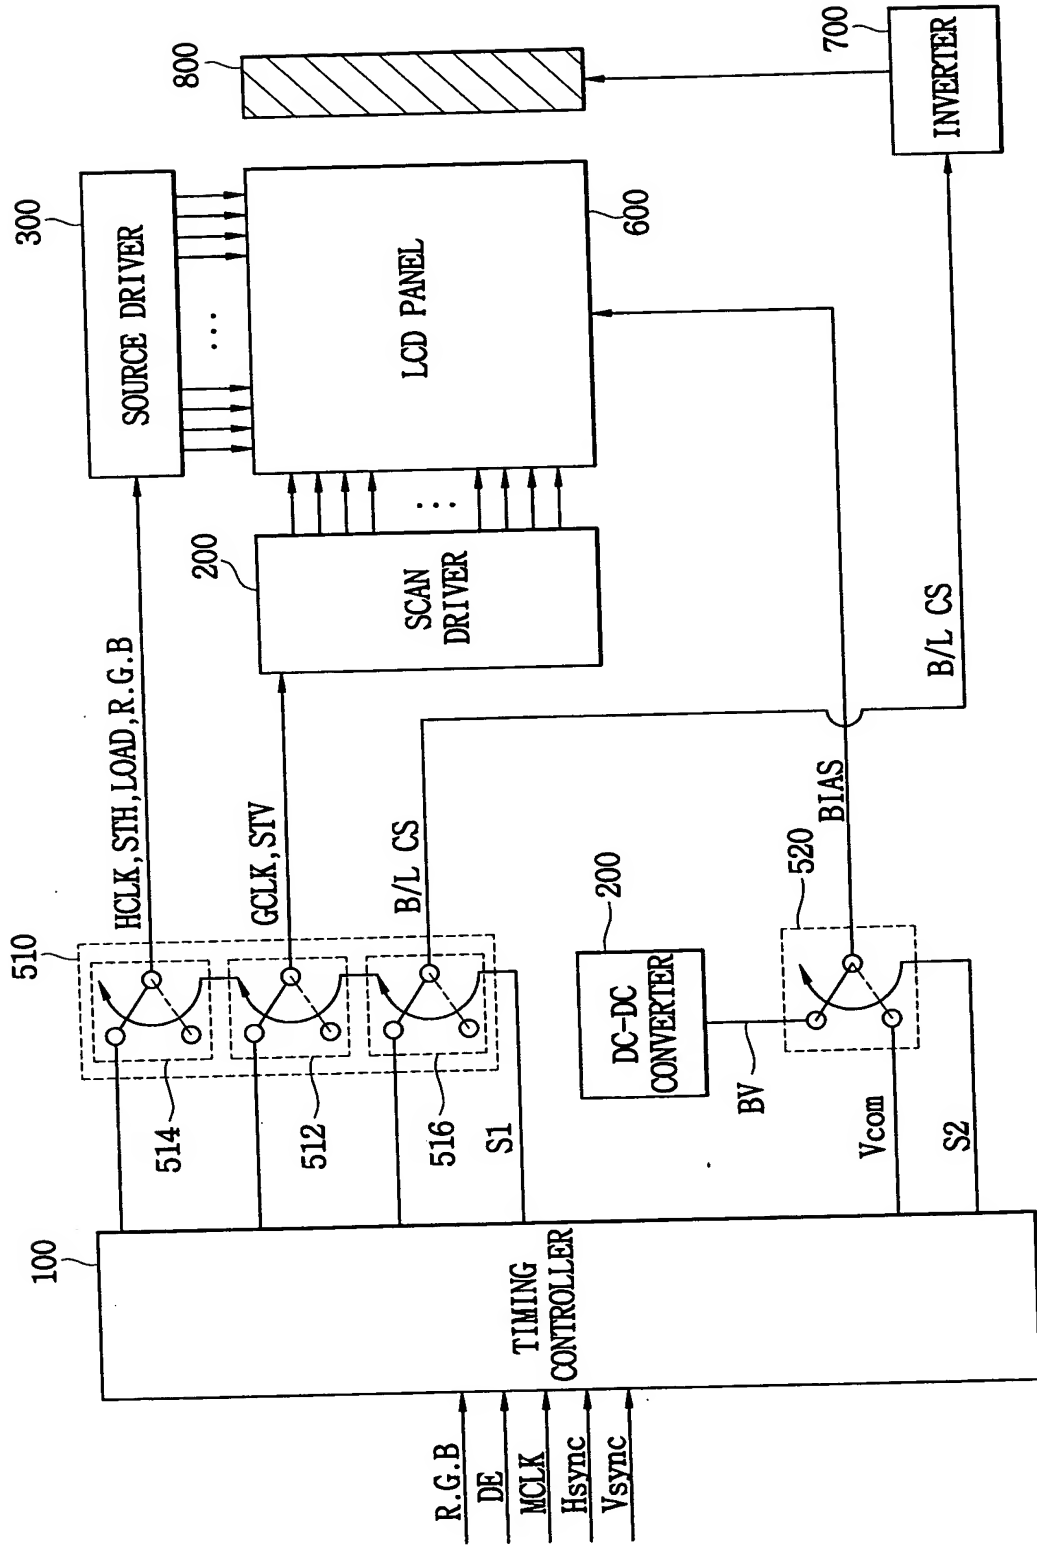 800
700
INVERTER
300
SOURCE DRIVER
...
LCD PANEL
600
200
SCAN
DRIVER
...
HCLK,STH,LOAD,R.G.B
GCLK,STV
B/L CS
B/L CS
BIAS
510
514
512
516
S1
200
DC-DC
CONVERTER
BV
520
Vcom
S2
100
TIMING
CONTROLLER
R.G.B
DE
MCLK
Hsync
Vsync